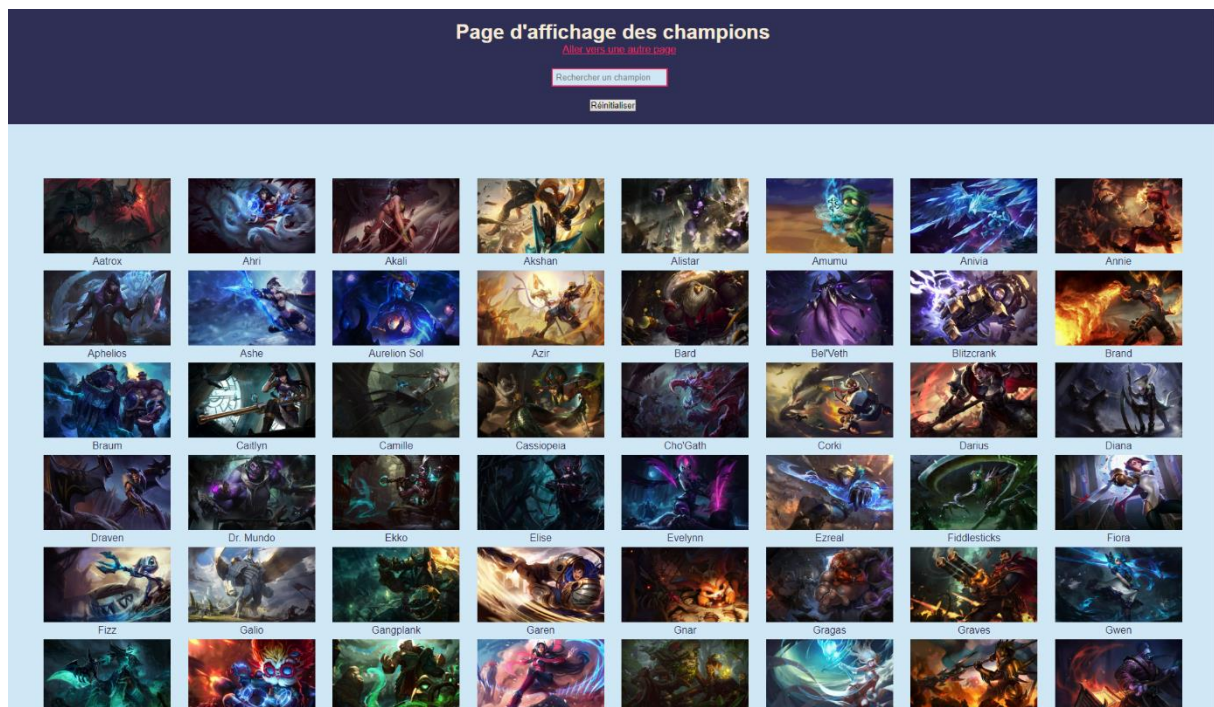 Page d'affichage des champions
Aller vers une autre page
Rechercher un champion
Réinitialiser
Aatrox Ahri Akali Akshan Alistar Amumu Anivia Annie
Aphelios Ashe Aurelion Sol Azir Bard Bel'Veth Blitzcrank Brand
Braum Caitlyn Camille Cassiopeia Cho'Gath Corki Darius Diana
Draven Dr. Mundo Ekko Elise Evelynn Ezreal Fiddlesticks Fiora
Fizz Galio Gangplank Garen Gnar Gragas Graves Gwen